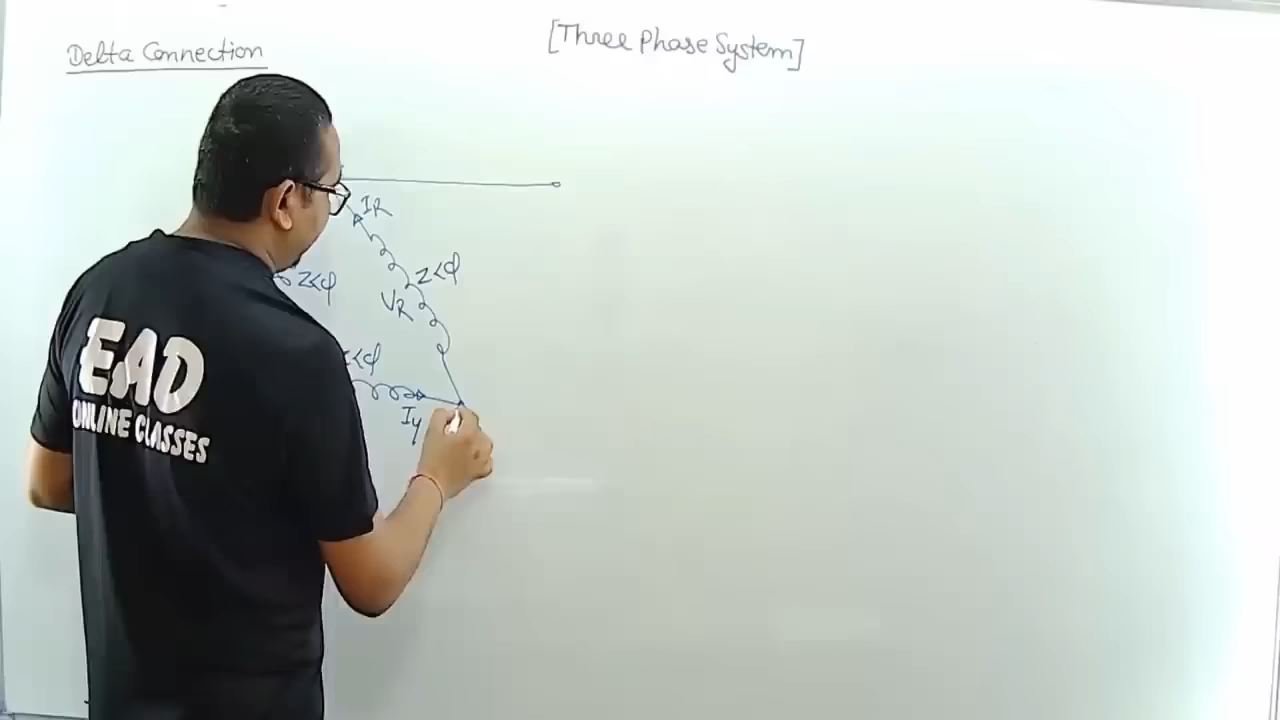 Delta Connection
[Three Phase System]
IR
Z<φ
Z<φ
VR
<φ
Iy
EAD
ONLINE CLASSES